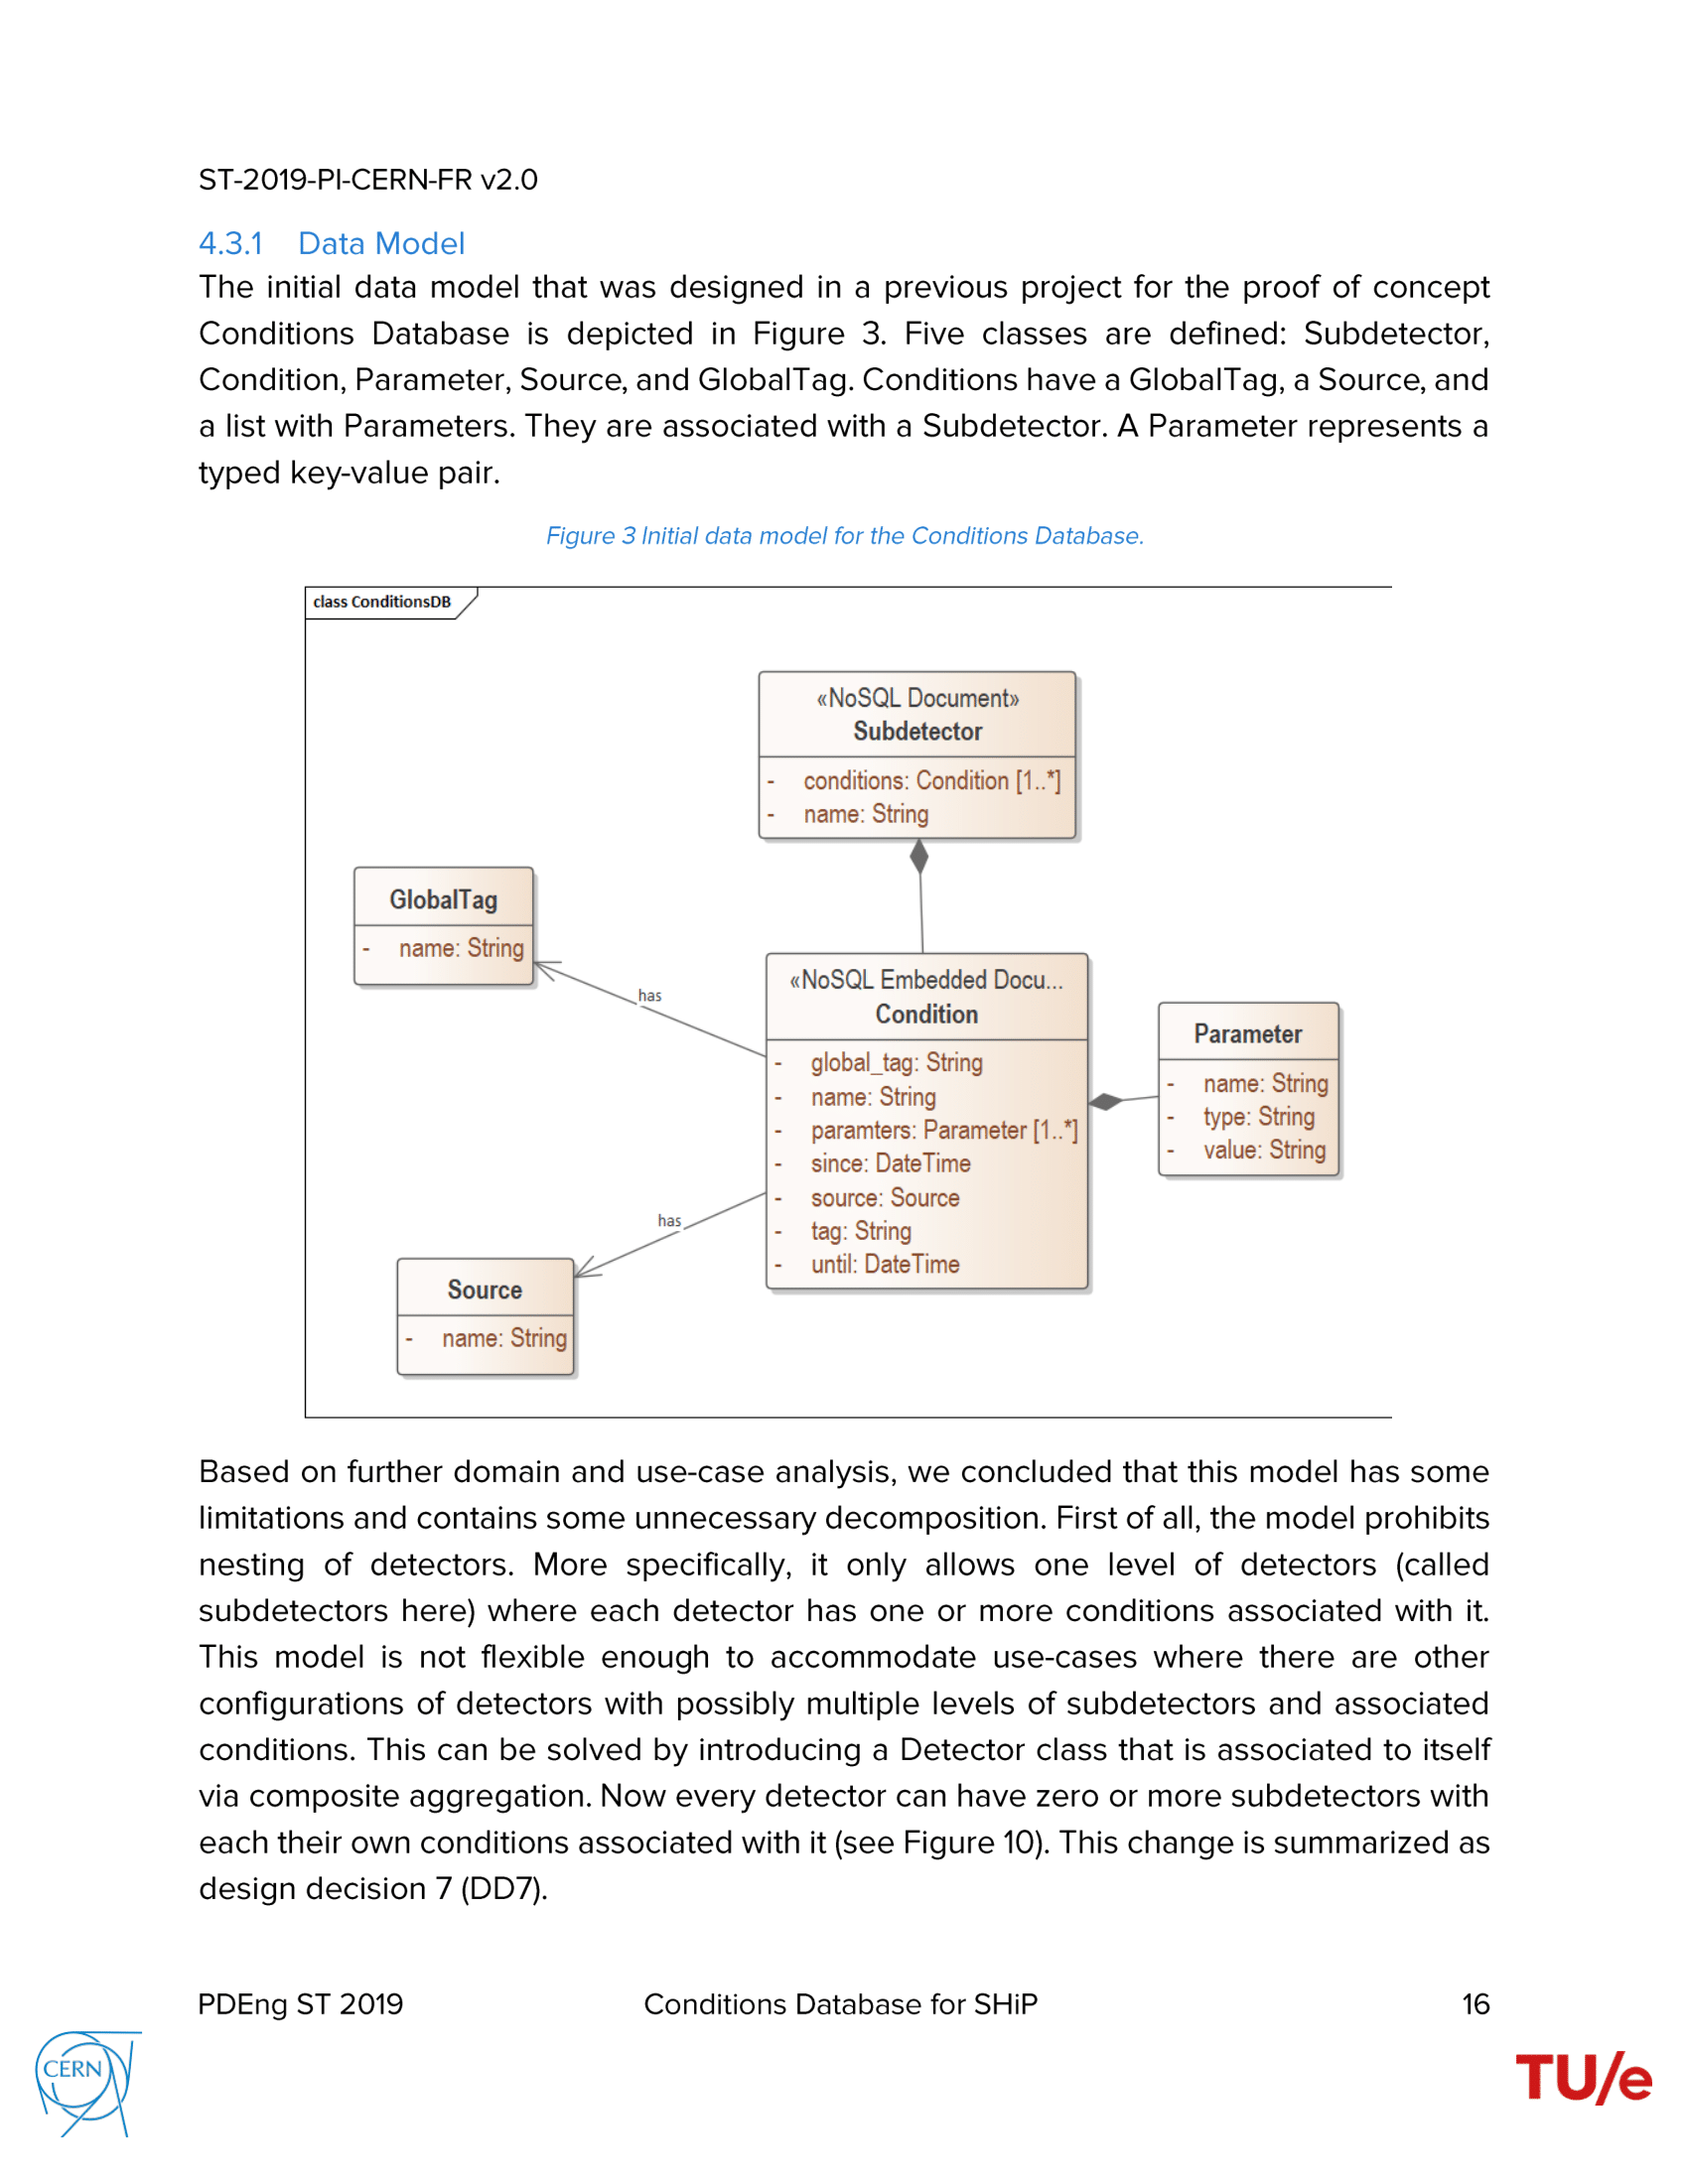 ST-2019-PI-CERN-FR v2.0
4.3.1 Data Model
The initial data model that was designed in a previous project for the proof of concept
Conditions Database is depicted in Figure 3. Five classes are defined: Subdetector,
Condition, Parameter, Source, and GlobalTag. Conditions have a GlobalTag, a Source, and
a list with Parameters. They are associated with a Subdetector. A Parameter represents a
typed key-value pair.
Figure 3 Initial data model for the Conditions Database.
class ConditionsDB
«NoSQL Document»
Subdetector
- conditions: Condition [1..*]
- name: String
GlobalTag
- name: String
has
«NoSQL Embedded Docu...
Condition
- global_tag: String
- name: String
- paramters: Parameter [1..*]
- since: DateTime
- source: Source
- tag: String
- until: DateTime
Parameter
- name: String
- type: String
- value: String
has
Source
- name: String
Based on further domain and use-case analysis, we concluded that this model has some
limitations and contains some unnecessary decomposition. First of all, the model prohibits
nesting of detectors. More specifically, it only allows one level of detectors (called
subdetectors here) where each detector has one or more conditions associated with it.
This model is not flexible enough to accommodate use-cases where there are other
configurations of detectors with possibly multiple levels of subdetectors and associated
conditions. This can be solved by introducing a Detector class that is associated to itself
via composite aggregation. Now every detector can have zero or more subdetectors with
each their own conditions associated with it (see Figure 10). This change is summarized as
design decision 7 (DD7).
PDEng ST 2019 Conditions Database for SHiP 16
CERN
TU/e